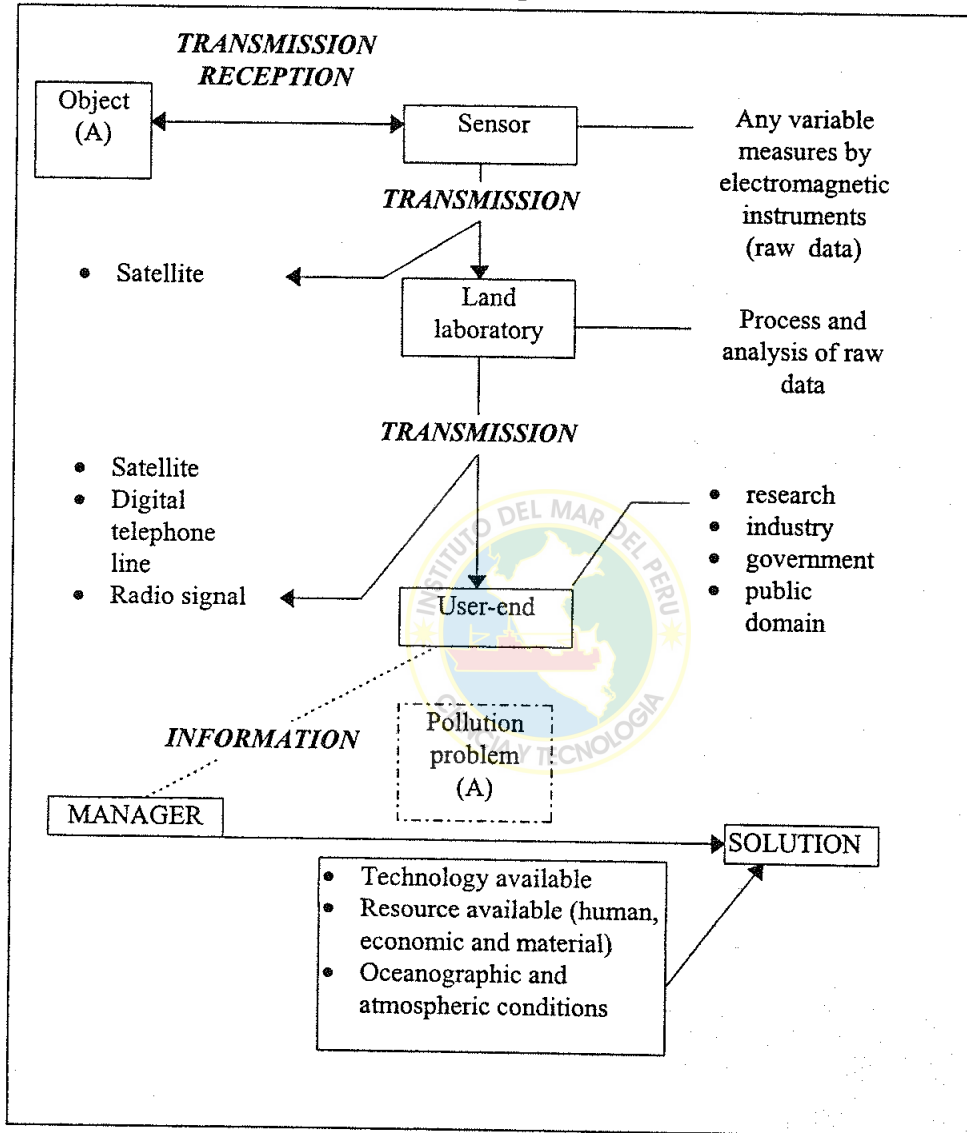 TRANSMISSION
RECEPTION
Object
(A)
Sensor
Any variable
measures by
electromagnetic
instruments
(raw data)
TRANSMISSION
• Satellite
Land
laboratory
Process and
analysis of raw
data
TRANSMISSION
• Satellite
• Digital
telephone
line
• Radio signal
• research
• industry
• government
• public
domain
User-end
INSTITUTO DEL MAR DEL PERU
CIENCIA Y TECNOLOGIA
INFORMATION
Pollution
problem
(A)
MANAGER
SOLUTION
• Technology available
• Resource available (human,
economic and material)
• Oceanographic and
atmospheric conditions